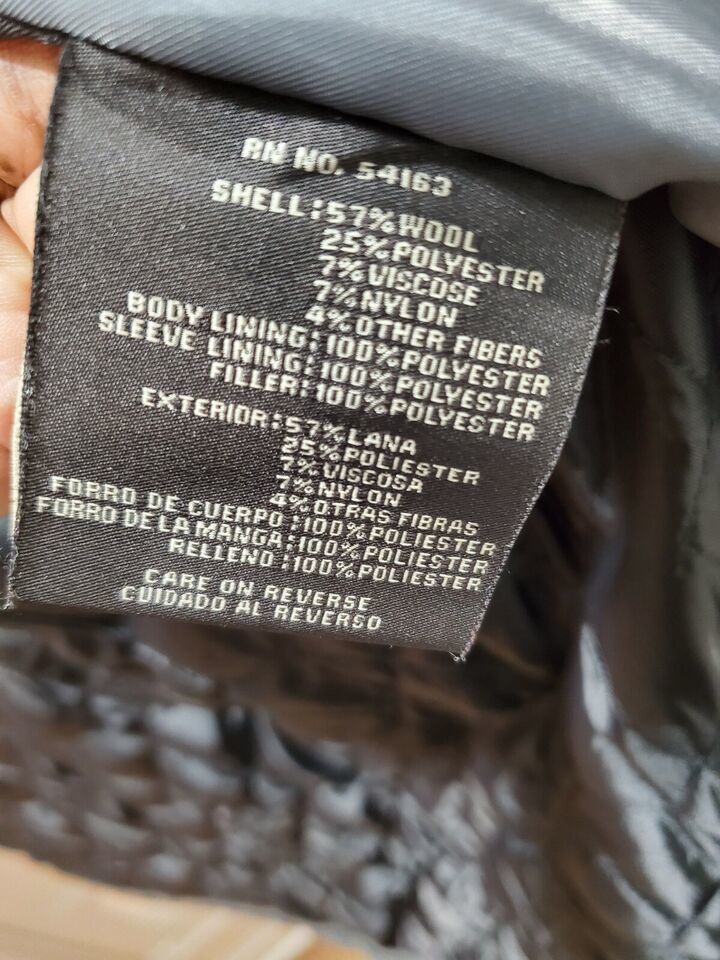 RN NO. 54163
SHELL:57%WOOL
25%POLYESTER
7%VISCOSE
7%NYLON
4%OTHER FIBERS
BODY LINING:100%POLYESTER
SLEEVE LINING:100%POLYESTER
FILLER:100%POLYESTER
EXTERIOR:57%LANA
25%POLIESTER
7%VISCOSA
7%NYLON
4%OTRAS FIBRAS
FORRO DE CUERPO:100%POLIESTER
FORRO DE LA MANGA:100%POLIESTER
RELLENO:100%POLIESTER
CARE ON REVERSE
CUIDADO AL REVERSO